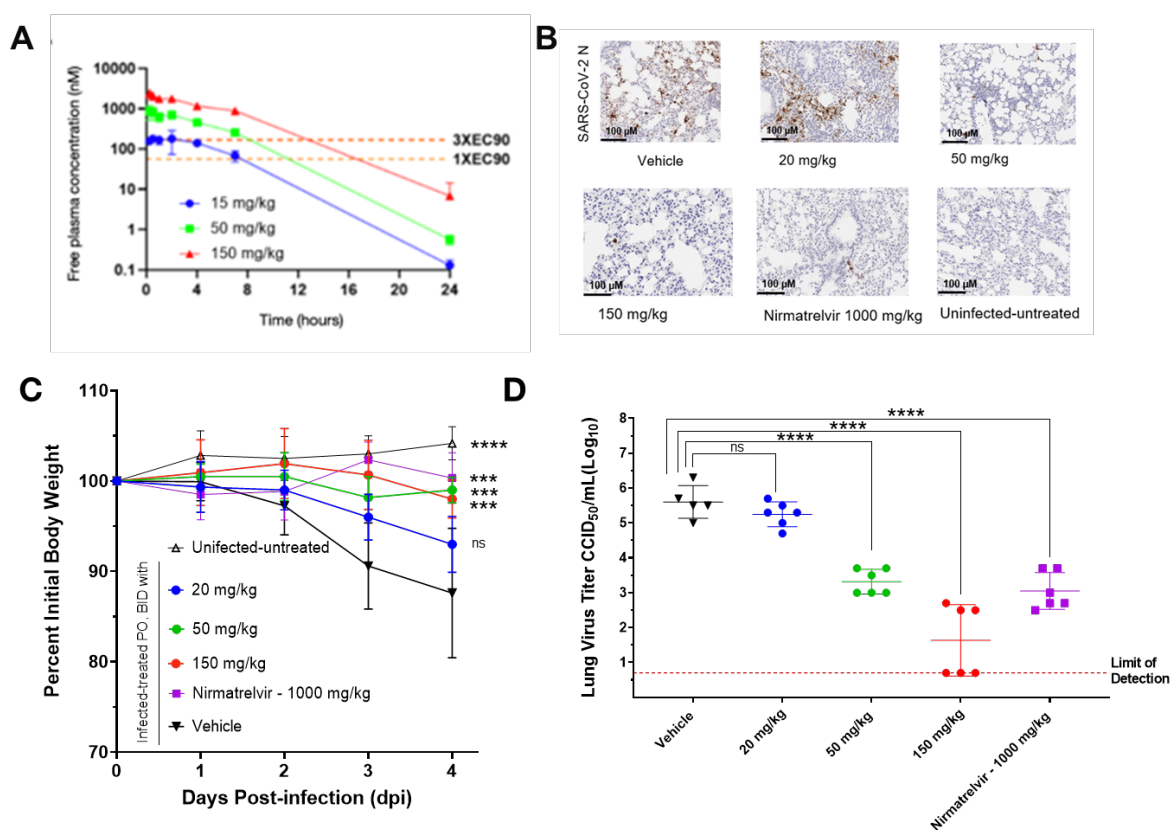 A
Free plasma concentration (nM)
10000
1000
100
10
1
0.1
3XEC90
1XEC90
15 mg/kg
50 mg/kg
150 mg/kg
0 4 8 12 16 20 24
Time (hours)
B
SARS-CoV-2 N
100 µM
100 µM
100 µM
Vehicle
20 mg/kg
50 mg/kg
100 µM
100 µM
100 µM
150 mg/kg
Nirmatrelvir 1000 mg/kg
Uninfected-untreated
C
Percent Initial Body Weight
110
100
90
80
70
****
***
***
***
ns
Unifected-untreated
Infected-treated PO, BID with
20 mg/kg
50 mg/kg
150 mg/kg
Nirmatrelvir - 1000 mg/kg
Vehicle
0 1 2 3 4
Days Post-infection (dpi)
D
Lung Virus Titer CCID50/mL(Log10)
8
7
6
5
4
3
2
1
****
****
****
ns
Limit of
Detection
Vehicle
20 mg/kg
50 mg/kg
150 mg/kg
Nirmatrelvir - 1000 mg/kg